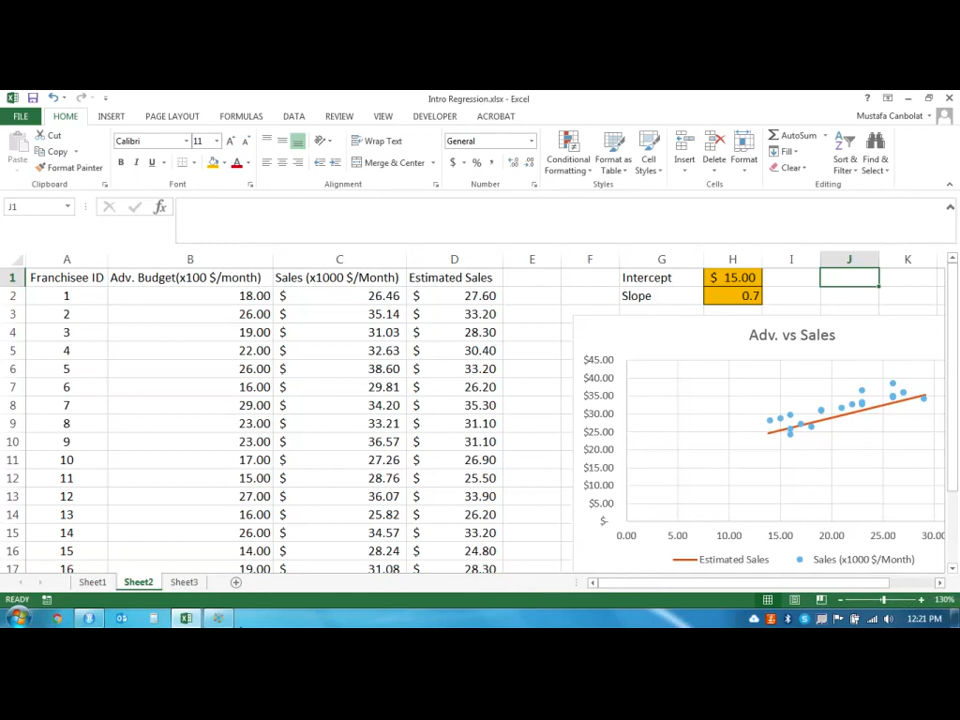 Intro Regression.xlsx - Excel
FILE HOME INSERT PAGE LAYOUT FORMULAS DATA REVIEW VIEW DEVELOPER ACROBAT Mustafa Canbolat
Cut
Copy
Format Painter
Paste
Clipboard
Calibri 11
B I U
Font
Wrap Text
Merge & Center
Alignment
General
$ % ,
Number
Conditional Formatting
Format as Table
Cell Styles
Styles
Insert Delete Format
Cells
AutoSum
Fill
Clear
Sort & Filter
Find & Select
Editing
J1 fx
A B C D E F G H I J K
1 Franchisee ID Adv. Budget(x100 $/month) Sales (x1000 $/Month) Estimated Sales Intercept $ 15.00
2 1 18.00 $ 26.46 $ 27.60 Slope 0.7
3 2 26.00 $ 35.14 $ 33.20
4 3 19.00 $ 31.03 $ 28.30
5 4 22.00 $ 32.63 $ 30.40
6 5 26.00 $ 38.60 $ 33.20
7 6 16.00 $ 29.81 $ 26.20
8 7 29.00 $ 34.20 $ 35.30
9 8 23.00 $ 33.21 $ 31.10
10 9 23.00 $ 36.57 $ 31.10
11 10 17.00 $ 27.26 $ 26.90
12 11 15.00 $ 28.76 $ 25.50
13 12 27.00 $ 36.07 $ 33.90
14 13 16.00 $ 25.82 $ 26.20
15 14 26.00 $ 34.57 $ 33.20
16 15 14.00 $ 28.24 $ 24.80
17 16 19.00 $ 31.08 $ 28.30
Adv. vs Sales
$45.00
$40.00
$35.00
$30.00
$25.00
$20.00
$15.00
$10.00
$5.00
$-
0.00 5.00 10.00 15.00 20.00 25.00 30.00
Estimated Sales Sales (x1000 $/Month)
Sheet1 Sheet2 Sheet3
READY 130%
12:21 PM